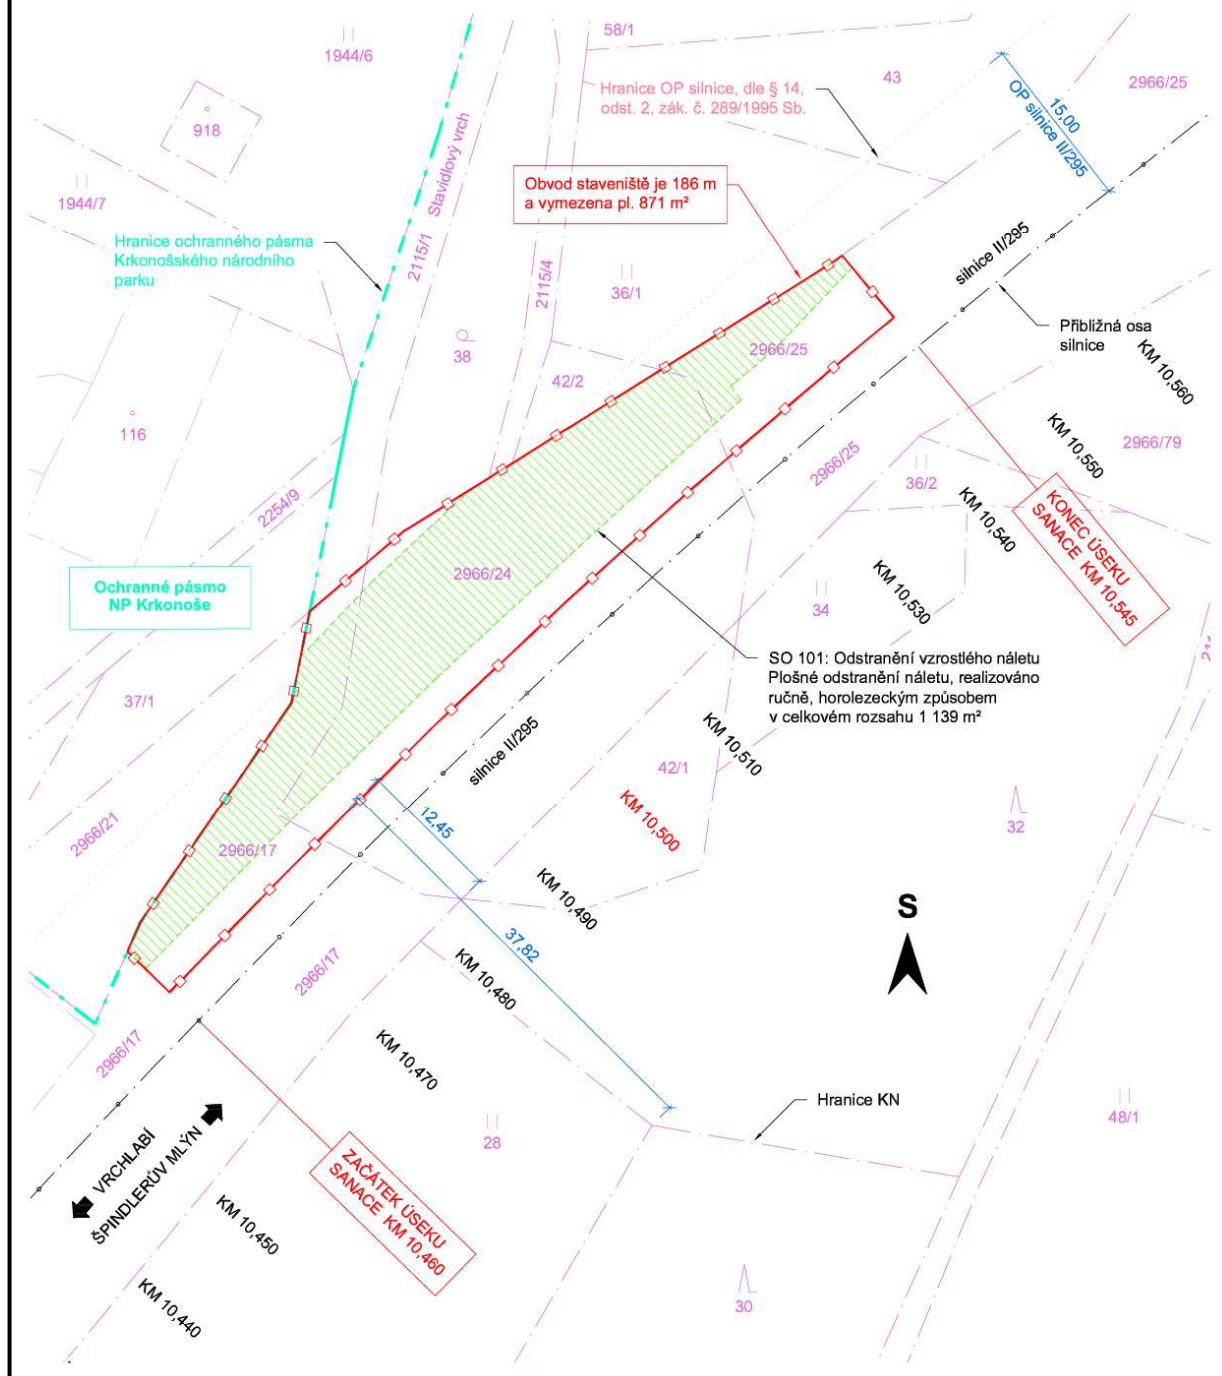 58/1
1944/6
43
2966/25
Hranice OP silnice, dle § 14,
odst. 2, zák. č. 289/1995 Sb.
15,00
OP silnice II/295
918
Stavidlový vrch
Obvod staveniště je 186 m
a vymezena pl. 871 m²
1944/7
Hranice ochranného pásma
Krkonošského národního
parku
2115/1
2115/4
36/1
silnice II/295
38
2966/25
Přibližná osa
silnice
42/2
KM 10,560
116
2966/25
KM 10,550
2966/79
36/2
2254/9
KM 10,540
KONEC ÚSEKU
SANACE KM 10,545
Ochranné pásmo
NP Krkonoše
2966/24
KM 10,530
34
SO 101: Odstranění vzrostlého náletu
Plošné odstranění náletu, realizováno
ručně, horolezeckým způsobem
v celkovém rozsahu 1 139 m²
37/1
silnice II/295
KM 10,510
42/1
KM 10,500
32
2966/21
2966/17
12,45
KM 10,490
S
37,82
2966/17
KM 10,480
2966/17
KM 10,470
Hranice KN
28
48/1
VRCHLABÍ
ŠPINDLERŮV MLÝN
ZAČÁTEK ÚSEKU
SANACE KM 10,460
KM 10,450
KM 10,440
30